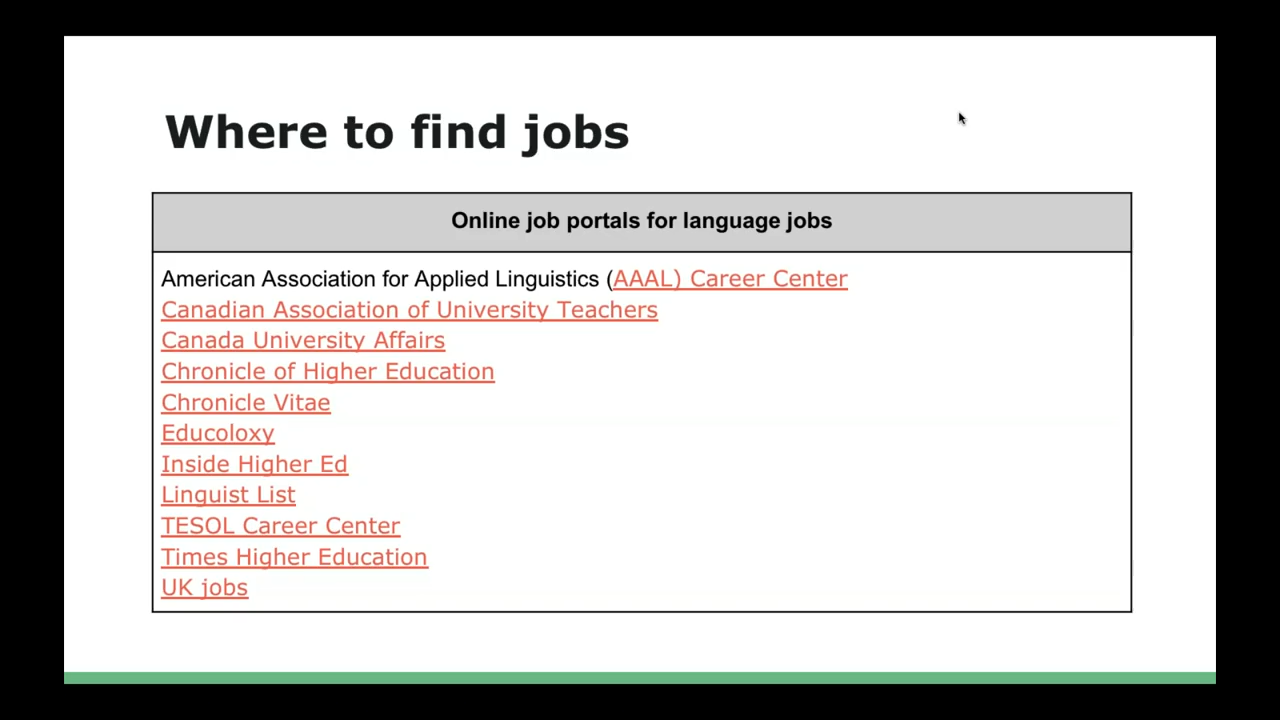 Where to find jobs
Online job portals for language jobs
American Association for Applied Linguistics (AAAL) Career Center
Canadian Association of University Teachers
Canada University Affairs
Chronicle of Higher Education
Chronicle Vitae
Educoloxy
Inside Higher Ed
Linguist List
TESOL Career Center
Times Higher Education
UK jobs